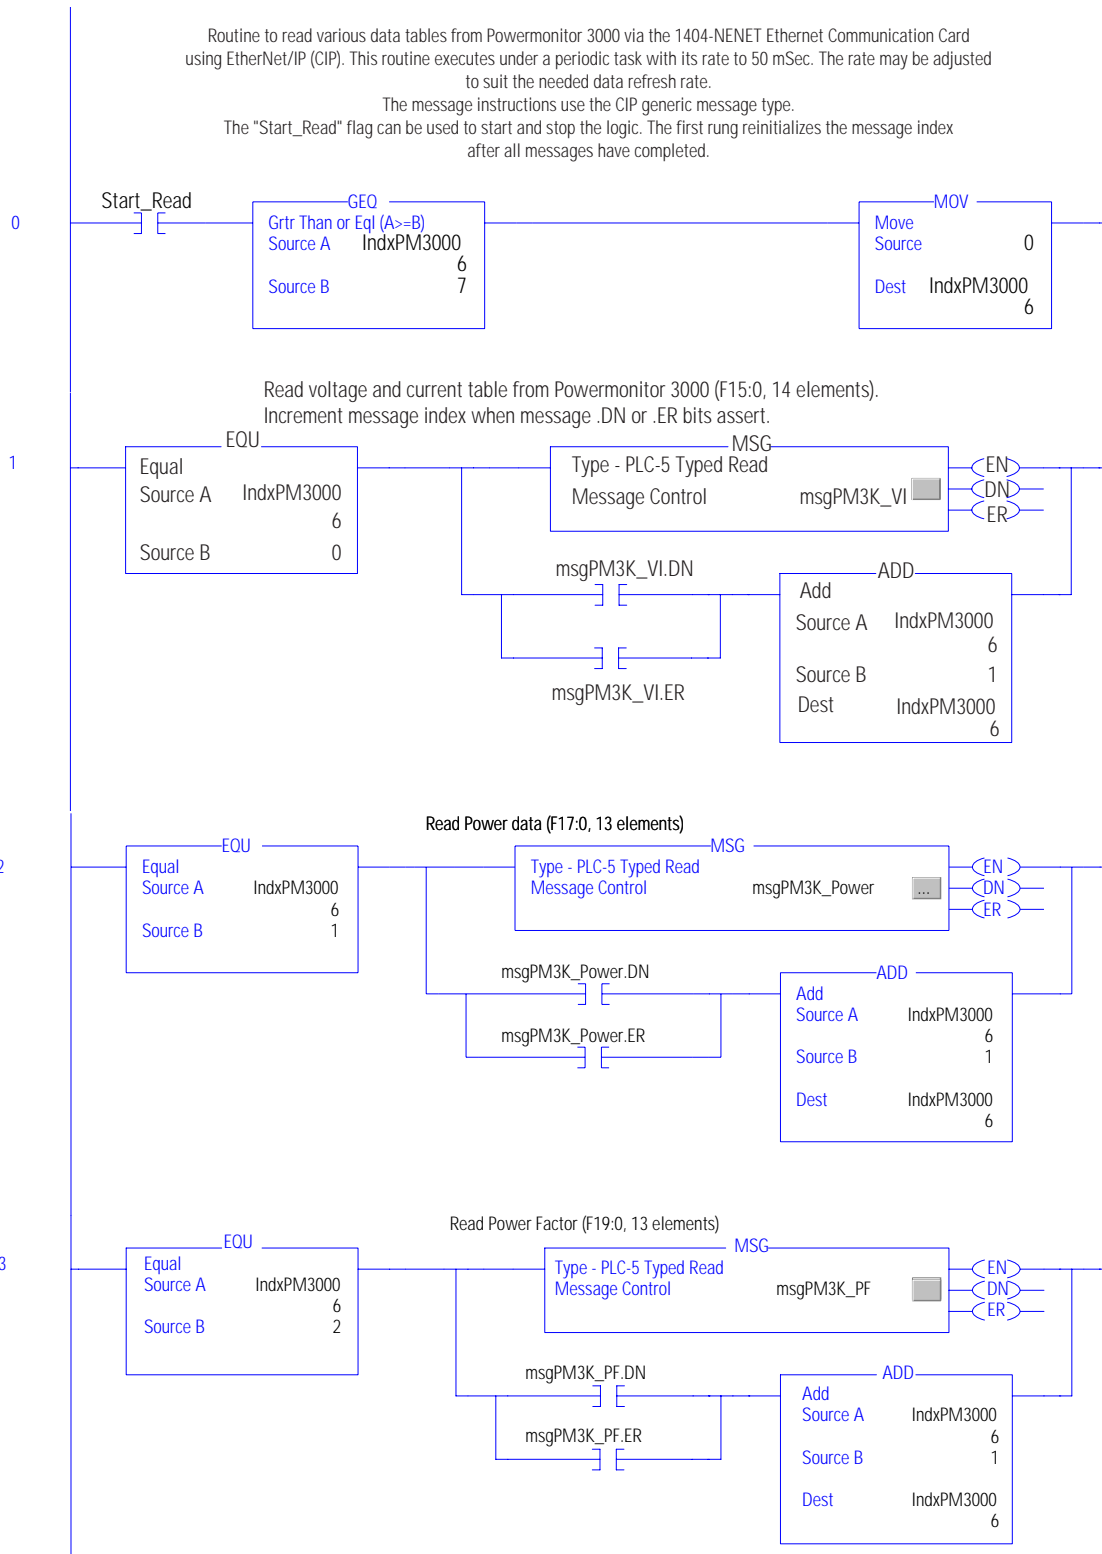 Routine to read various data tables from Powermonitor 3000 via the 1404-NENET Ethernet Communication Card
using EtherNet/IP (CIP). This routine executes under a periodic task with its rate to 50 mSec. The rate may be adjusted
to suit the needed data refresh rate.
The message instructions use the CIP generic message type.
The "Start_Read" flag can be used to start and stop the logic. The first rung reinitializes the message index
after all messages have completed.
Start_Read
GEQ
MOV
0
Grtr Than or Eql (A>=B)
Move
Source A IndxPM3000
Source 0
6
Source B 7
Dest IndxPM3000
6
Read voltage and current table from Powermonitor 3000 (F15:0, 14 elements).
Increment message index when message .DN or .ER bits assert.
EQU
MSG
1
Equal
Type - PLC-5 Typed Read
EN
Source A IndxPM3000
Message Control msgPM3K_VI
DN
6
ER
Source B 0
msgPM3K_VI.DN
ADD
Add
Source A IndxPM3000
6
Source B 1
msgPM3K_VI.ER
Dest IndxPM3000
6
Read Power data (F17:0, 13 elements)
EQU
MSG
2
Equal
Type - PLC-5 Typed Read
EN
Source A IndxPM3000
Message Control msgPM3K_Power ...
DN
6
ER
Source B 1
msgPM3K_Power.DN
ADD
Add
Source A IndxPM3000
6
msgPM3K_Power.ER
Source B 1
Dest IndxPM3000
6
Read Power Factor (F19:0, 13 elements)
EQU
MSG
3
Equal
Type - PLC-5 Typed Read
EN
Source A IndxPM3000
Message Control msgPM3K_PF
DN
6
ER
Source B 2
msgPM3K_PF.DN
ADD
Add
Source A IndxPM3000
6
msgPM3K_PF.ER
Source B 1
Dest IndxPM3000
6